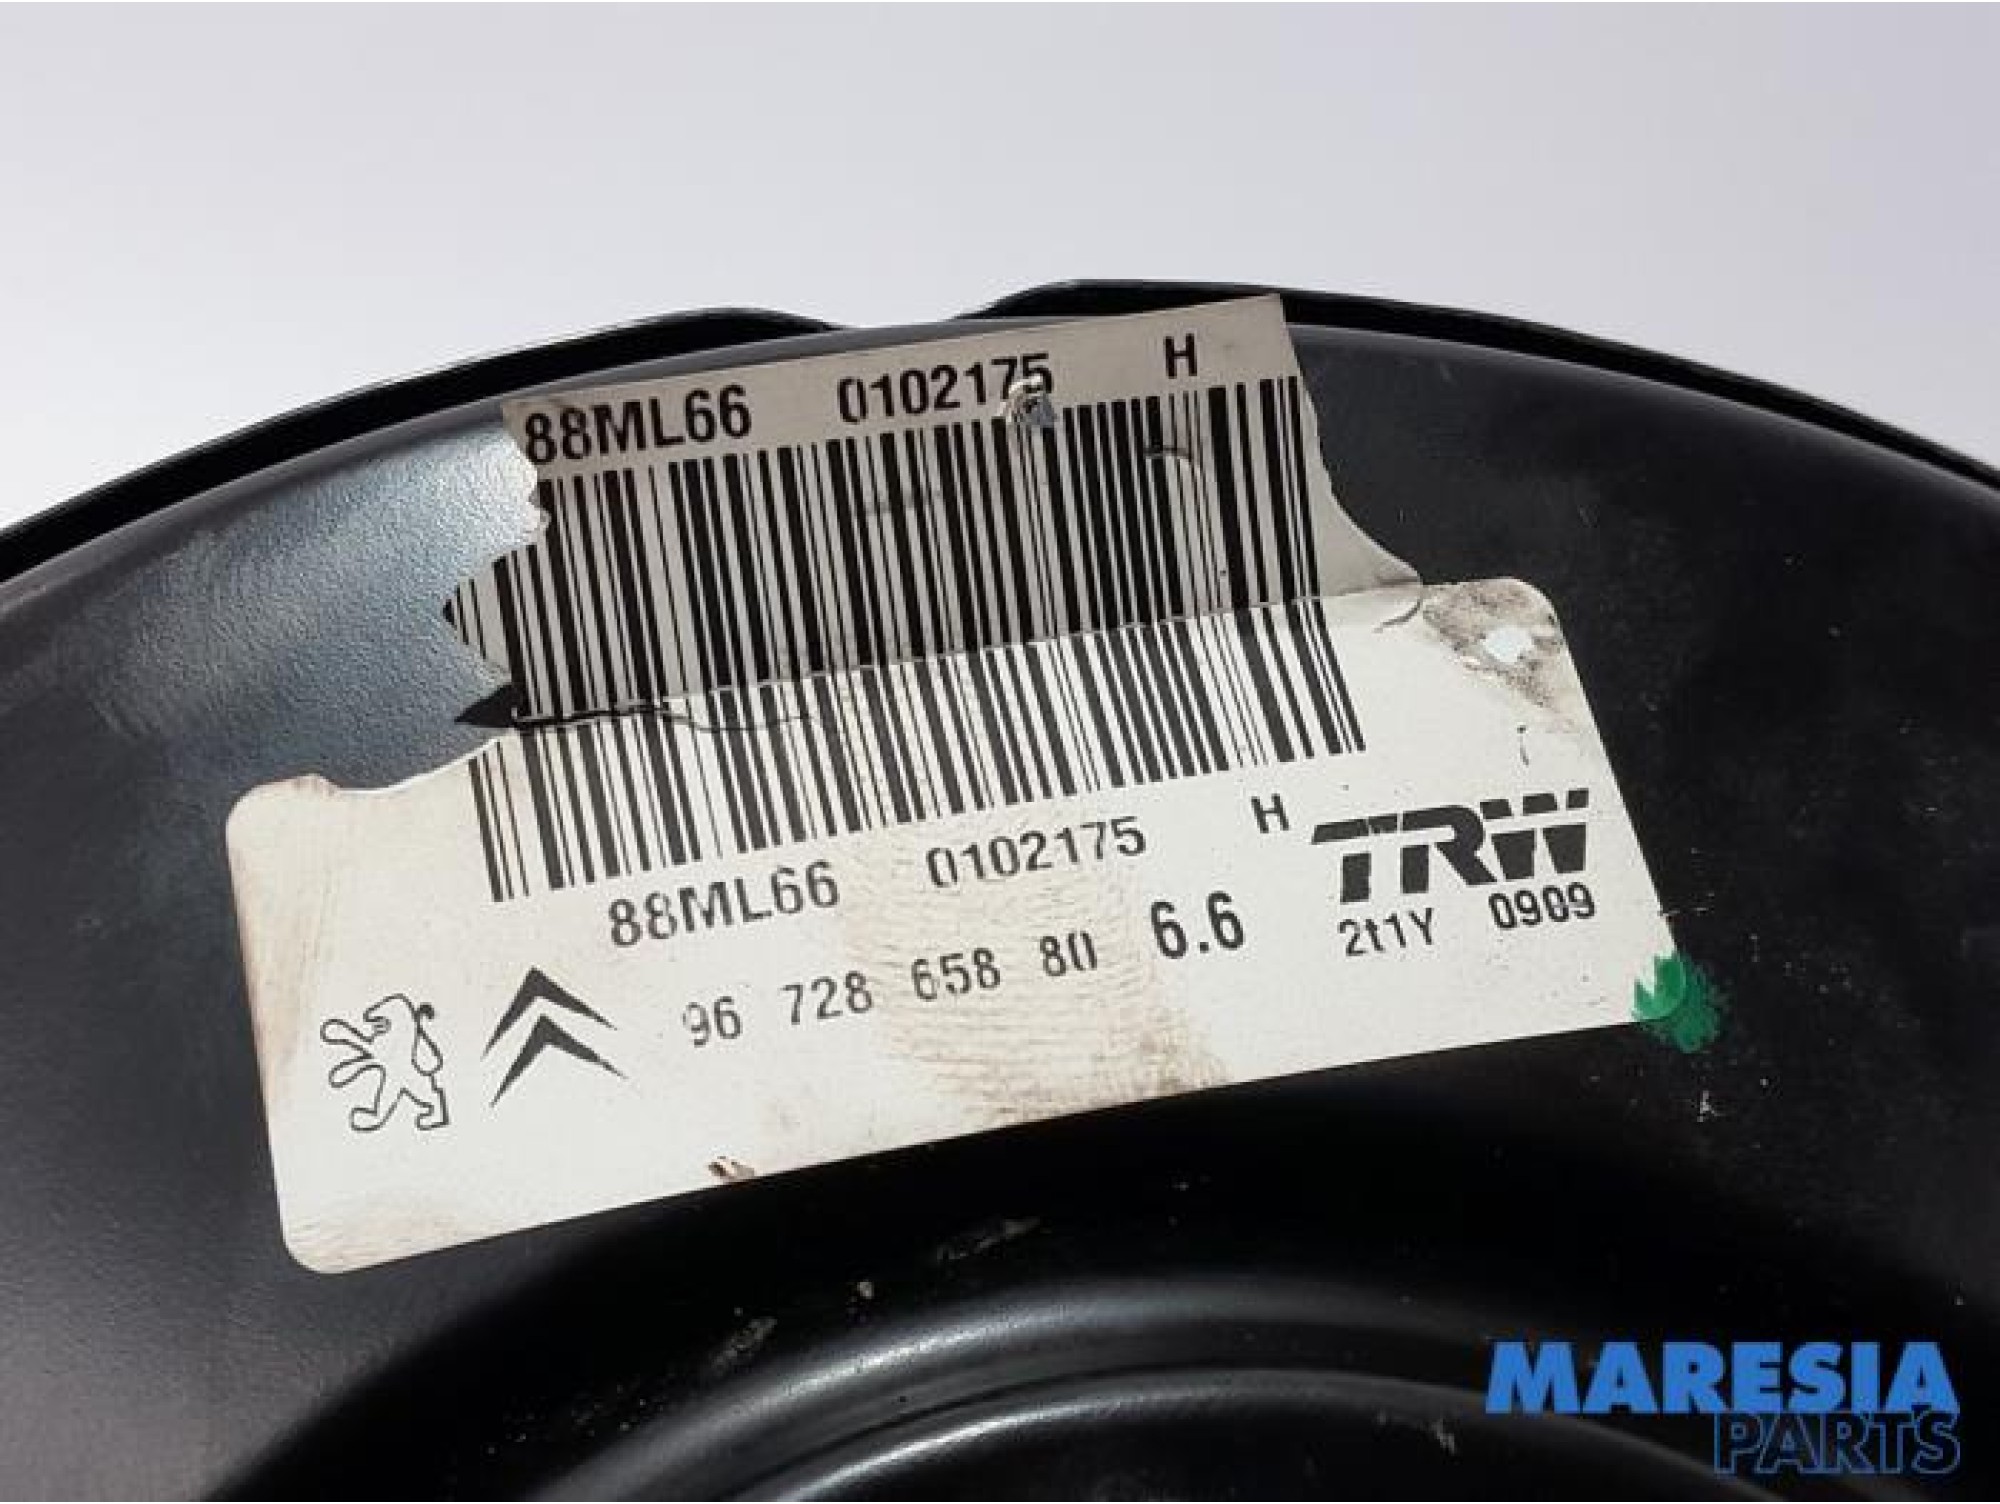 88ML66 0102175 H
88ML66 0102175 H
TRW
96 728 658 80 6.6 2t1Y 0909
MARESIA
PARTS